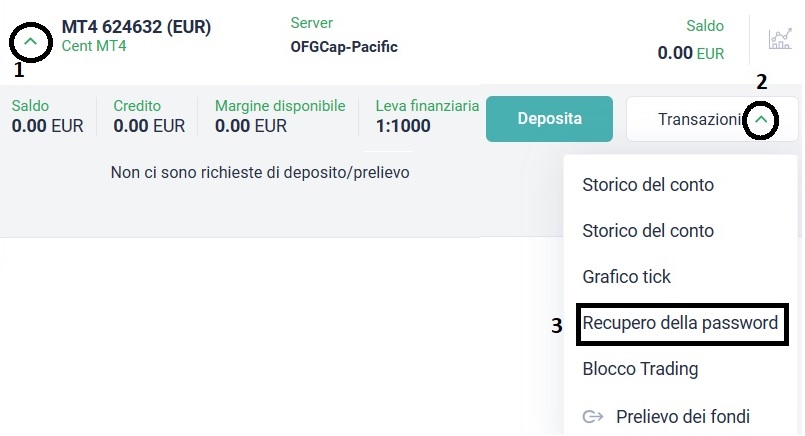 MT4 624632 (EUR)
Cent MT4
1
Server
OFGCap-Pacific
Saldo
0.00 EUR
2
Saldo
0.00 EUR
Credito
0.00 EUR
Margine disponibile
0.00 EUR
Leva finanziaria
1:1000
Deposita
Transazioni
Non ci sono richieste di deposito/prelievo
Storico del conto
Storico del conto
Grafico tick
3
Recupero della password
Blocco Trading
Prelievo dei fondi